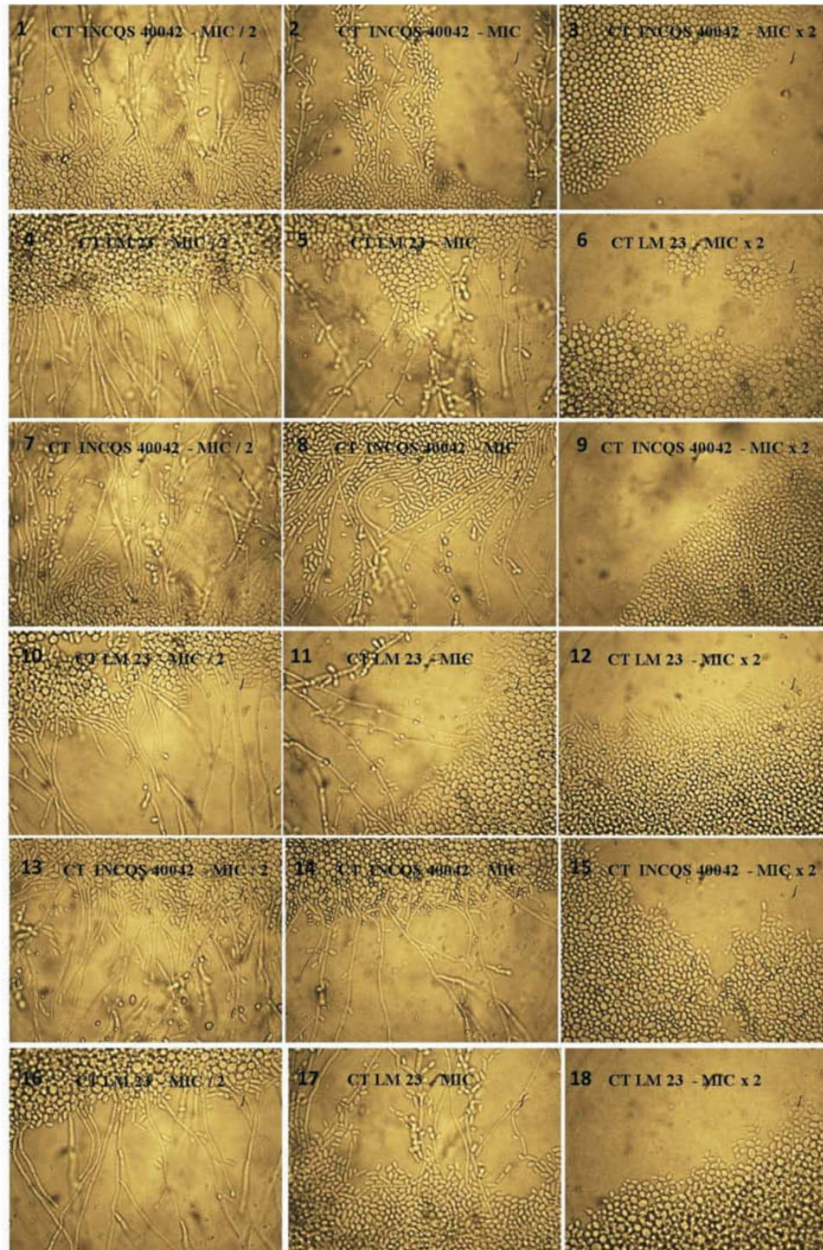 1 CT INCQS 40042 - MIC / 2
2 CT INCQS 40042 - MIC
3 CT INCQS 40042 - MIC x 2
4 CT LM 23 - MIC / 2
5 CT LM 23 - MIC
6 CT LM 23 - MIC x 2
7 CT INCQS 40042 - MIC / 2
8 CT INCQS 40042 - MIC
9 CT INCQS 40042 - MIC x 2
10 CT LM 23 - MIC / 2
11 CT LM 23 - MIC
12 CT LM 23 - MIC x 2
13 CT INCQS 40042 - MIC / 2
14 CT INCQS 40042 - MIC
15 CT INCQS 40042 - MIC x 2
16 CT LM 23 - MIC / 2
17 CT LM 23 - MIC
18 CT LM 23 - MIC x 2